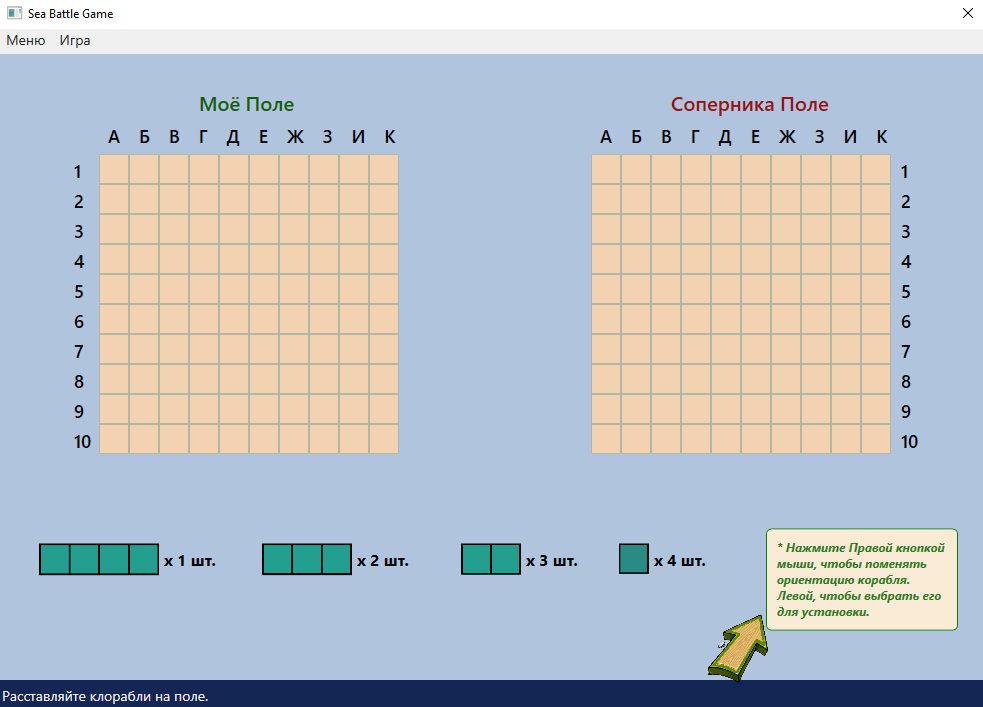 Sea Battle Game
Меню Игра
Моё Поле
Соперника Поле
А Б В Г Д Е Ж З И К
А Б В Г Д Е Ж З И К
1
2
3
4
5
6
7
8
9
10
1
2
3
4
5
6
7
8
9
10
x 1 шт.
x 2 шт.
x 3 шт.
x 4 шт.
* Нажмите Правой кнопкой
мыши, чтобы поменять
ориентацию корабля.
Левой, чтобы выбрать его
для установки.
Расставляйте клорабли на поле.